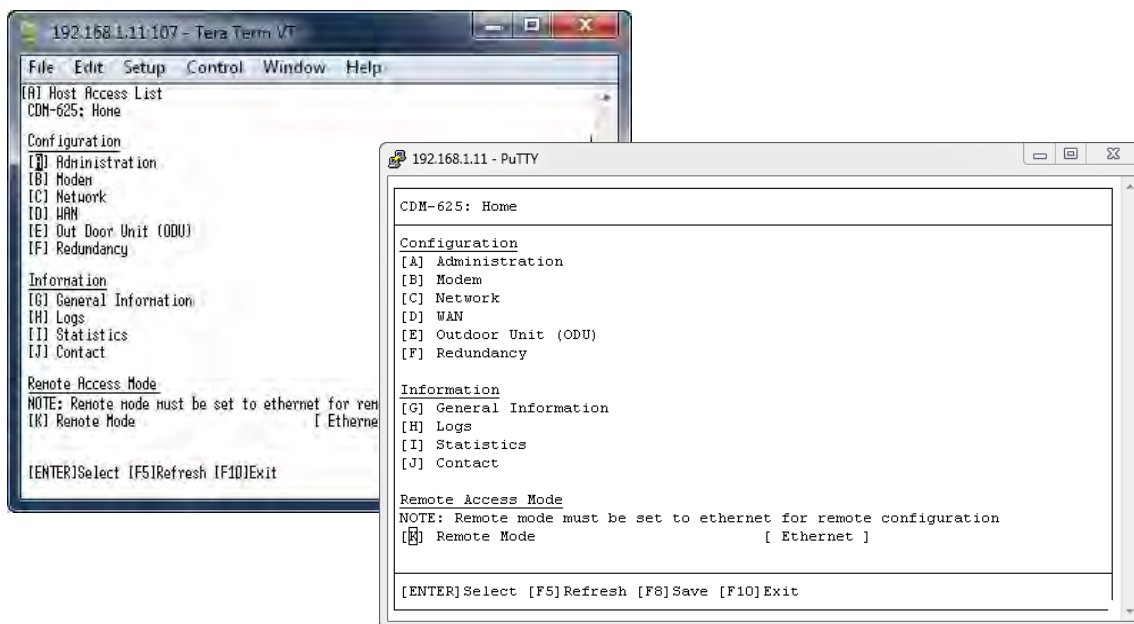 192.168.1.11:107 - Tera Term VT
File Edit Setup Control Window Help
[A] Host Access List
CDM-625: Home
Configuration
[A] Administration
[B] Modem
[C] Network
[D] WAN
[E] Out Door Unit (ODU)
[F] Redundancy
Information
[G] General Information
[H] Logs
[I] Statistics
[J] Contact
Remote Access Mode
NOTE: Remote mode must be set to ethernet for rem
[K] Remote Mode [ Etherne
[ENTER]Select [F5]Refresh [F10]Exit
192.168.1.11 - PuTTY
CDM-625: Home
Configuration
[A] Administration
[B] Modem
[C] Network
[D] WAN
[E] Outdoor Unit (ODU)
[F] Redundancy
Information
[G] General Information
[H] Logs
[I] Statistics
[J] Contact
Remote Access Mode
NOTE: Remote mode must be set to ethernet for remote configuration
[K] Remote Mode [ Ethernet ]
[ENTER]Select [F5]Refresh [F8]Save [F10]Exit